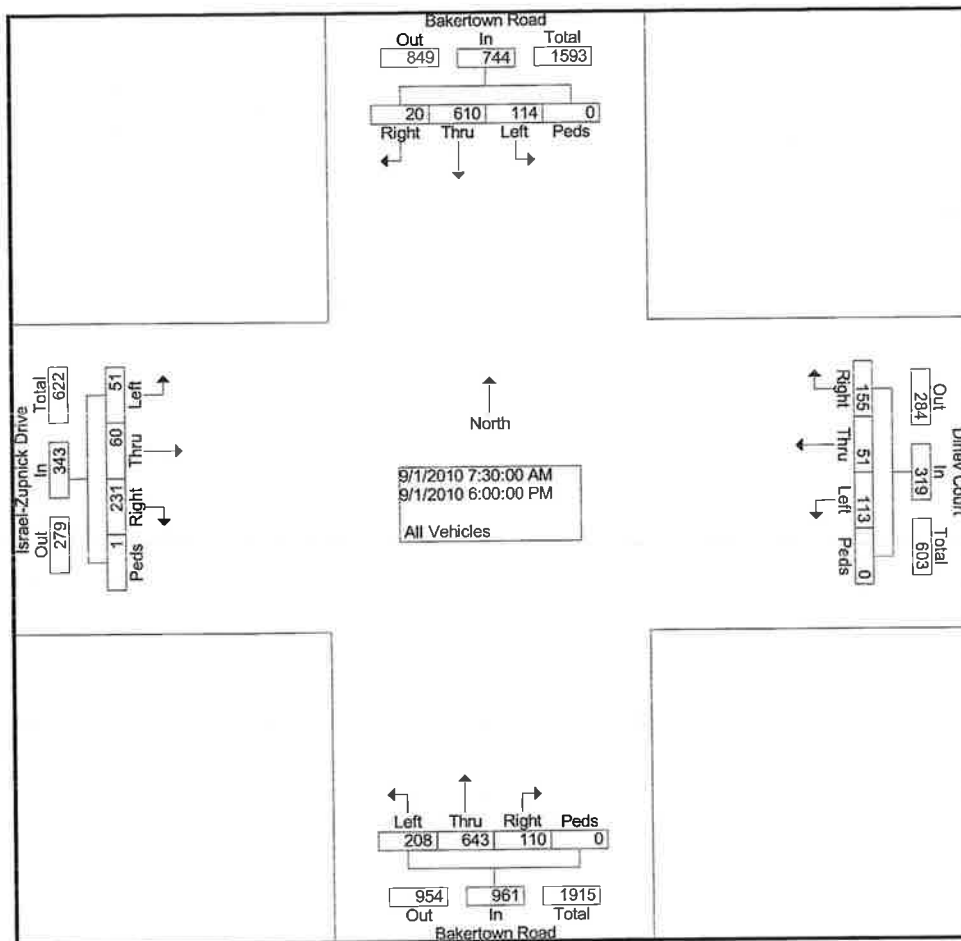 Bakertown Road
Out In Total
849 744 1593
20 610 114 0
Right Thru Left Peds
Israel-Zupnick Drive
Total In Out
622 343 279
51 60 231 1
Left Thru Right Peds
North
9/1/2010 7:30:00 AM
9/1/2010 6:00:00 PM
All Vehicles
Right Thru Left Peds
155 51 113 0
Out In Total
284 319 603
Court
Left Thru Right Peds
208 643 110 0
954 961 1915
Out In Total
Bakertown Road